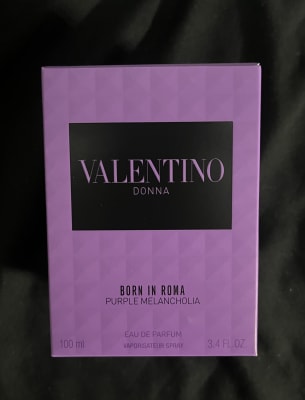 VALENTINO
DONNA
BORN IN ROMA
PURPLE MELANCHOLIA
EAU DE PARFUM
100 ml VAPORISATEUR SPRAY 3.4 FL.OZ